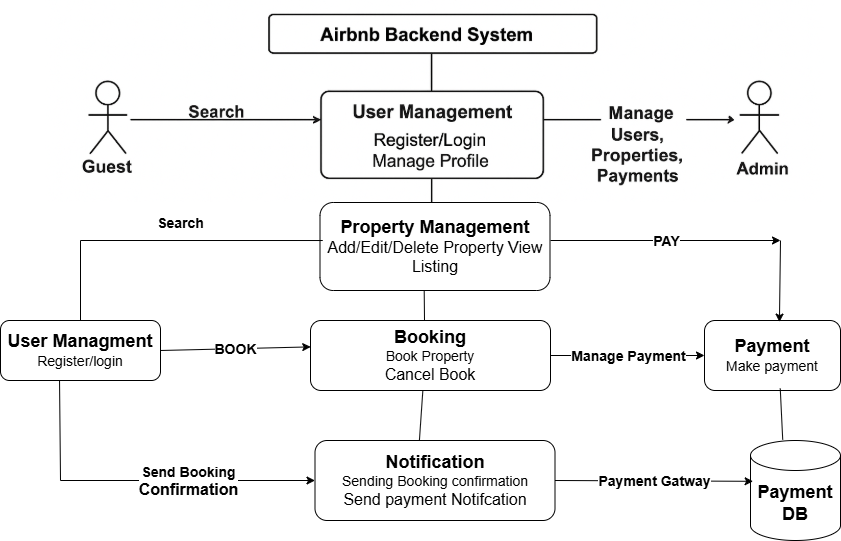 Airbnb Backend System
Search
User Management
Register/Login
Manage Profile
Manage
Users,
Properties,
Payments
Guest
Admin
Search
Property Management
Add/Edit/Delete Property View
Listing
PAY
User Managment
Register/login
BOOK
Booking
Book Property
Cancel Book
Manage Payment
Payment
Make payment
Send Booking
Confirmation
Notification
Sending Booking confirmation
Send payment Notifcation
Payment Gatway
Payment
DB